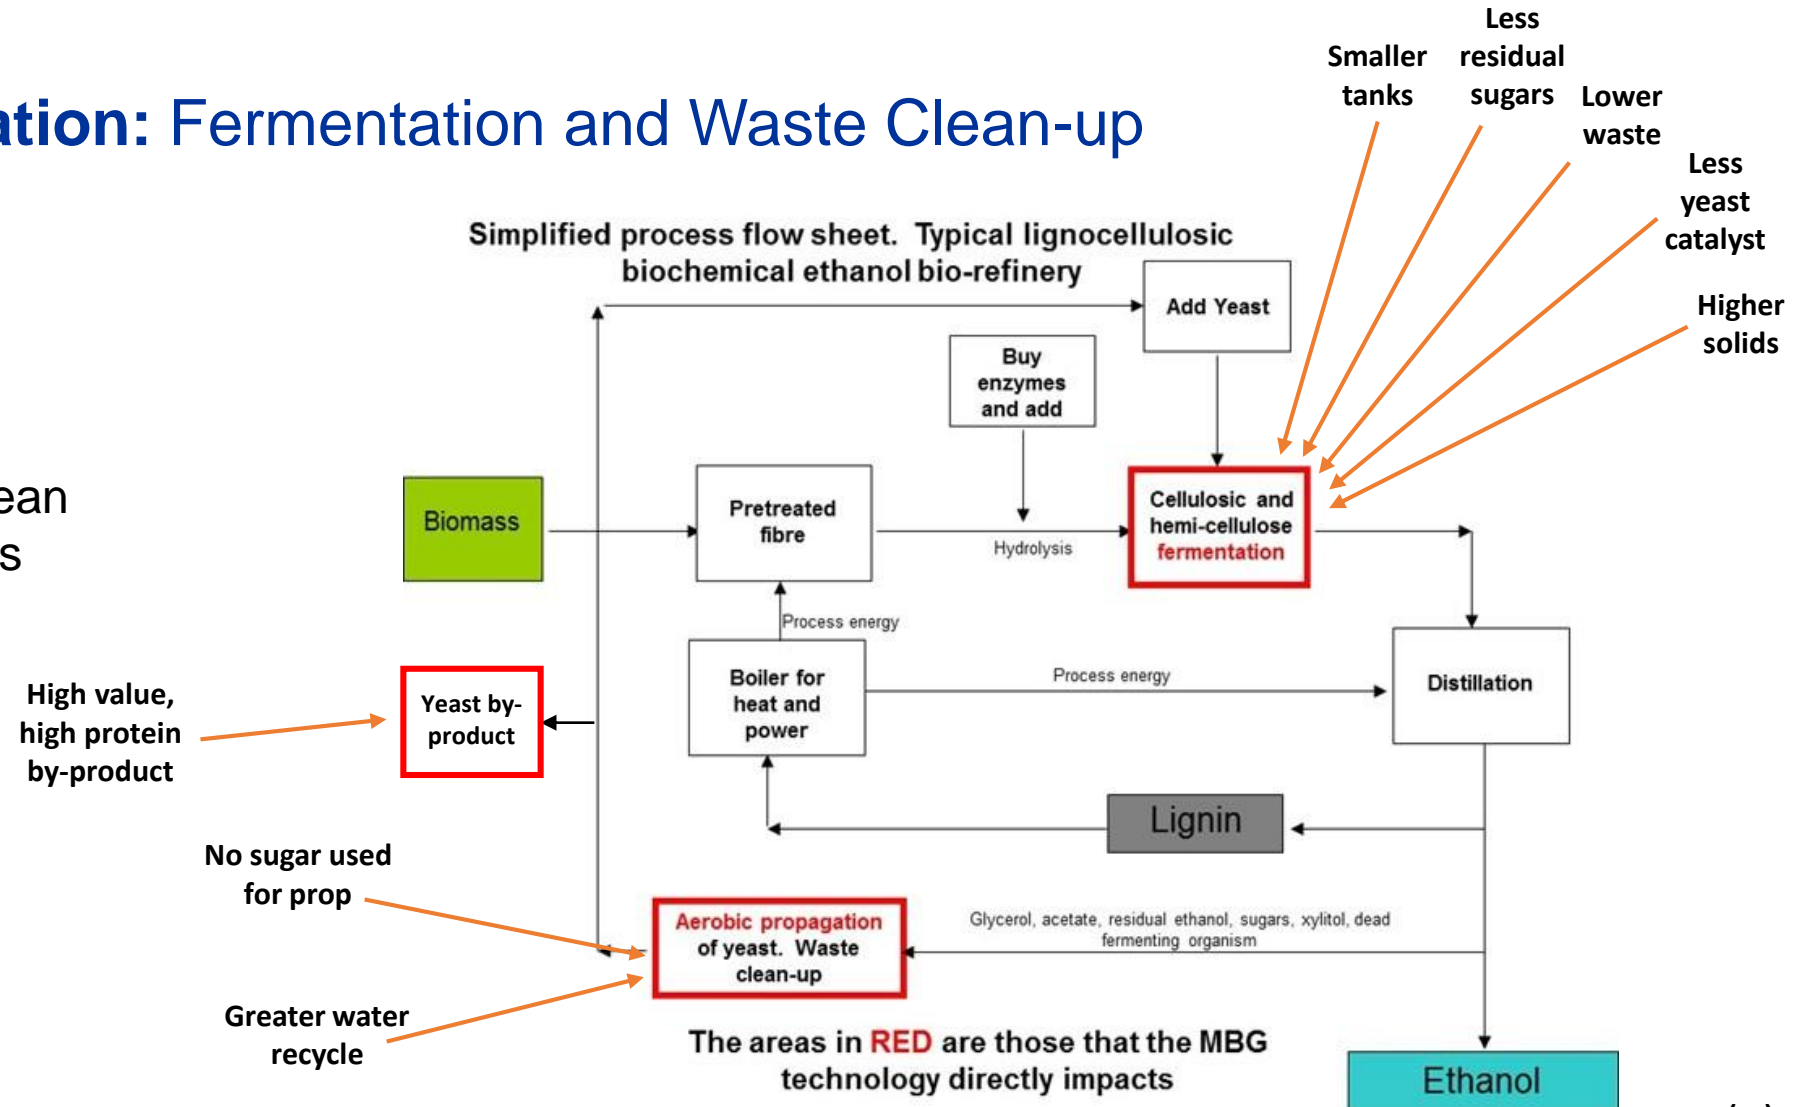 ation: Fermentation and Waste Clean-up
Smaller
tanks
Less
residual
sugars
Lower
waste
Less
yeast
catalyst
Higher
solids
Simplified process flow sheet. Typical lignocellulosic
biochemical ethanol bio-refinery
Add Yeast
Buy
enzymes
and add
ean
s
Biomass
Pretreated
fibre
Hydrolysis
Cellulosic and
hemi-cellulose
fermentation
Process energy
Boiler for
heat and
power
Process energy
Distillation
High value,
high protein
by-product
Yeast by-
product
Lignin
No sugar used
for prop
Aerobic propagation
of yeast. Waste
clean-up
Glycerol, acetate, residual ethanol, sugars, xylitol, dead
fermenting organism
Greater water
recycle
The areas in RED are those that the MBG
technology directly impacts
Ethanol